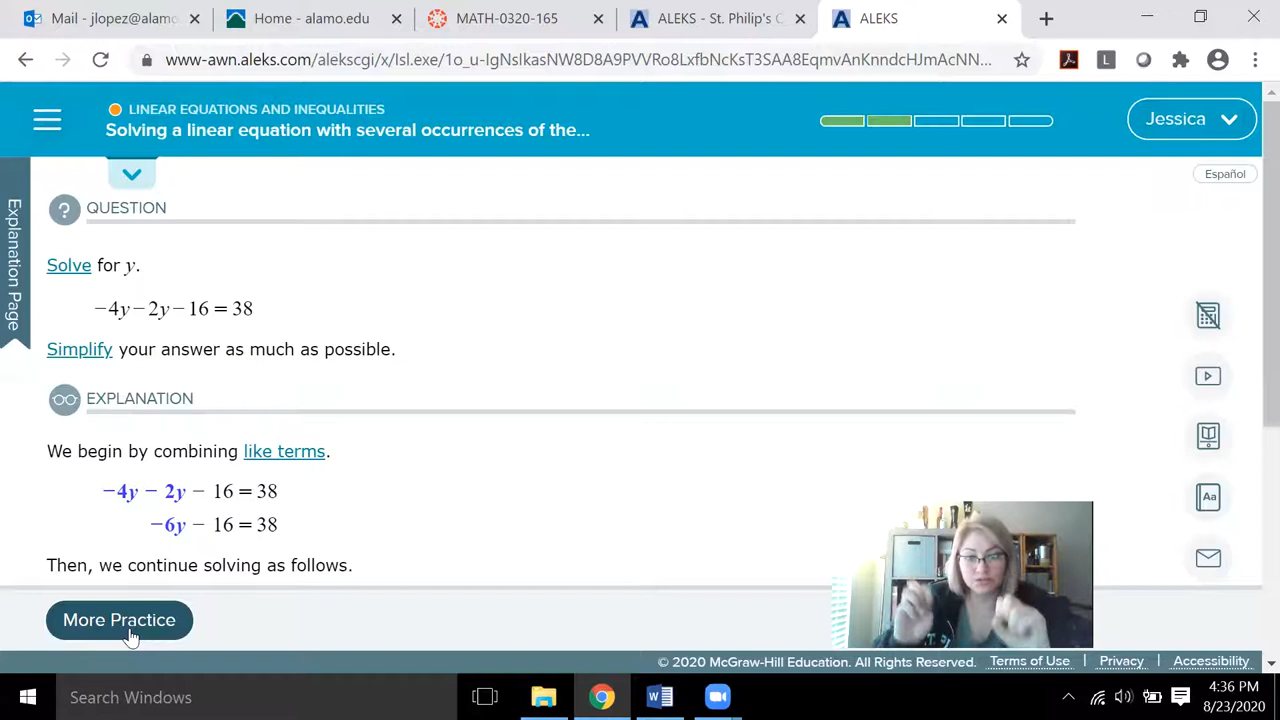 Mail - jlopez@alamo
Home - alamo.edu
MATH-0320-165
ALEKS - St. Philip's C
ALEKS
www-awn.aleks.com/alekscgi/x/Isl.exe/1o_u-IgNsIkasNW8D8A9PVVRo8LxfbNcKsT3SAA8EqmvAnKnndcHJmAcNN...
LINEAR EQUATIONS AND INEQUALITIES
Solving a linear equation with several occurrences of the...
Jessica
Español
Explanation Page
? QUESTION
Solve for y.
−4y−2y−16=38
Simplify your answer as much as possible.
EXPLANATION
We begin by combining like terms.
−4y − 2y − 16 = 38
−6y − 16 = 38
Then, we continue solving as follows.
Aa
More Practice
© 2020 McGraw-Hill Education. All Rights Reserved. Terms of Use | Privacy | Accessibility
Search Windows
4:36 PM
8/23/2020